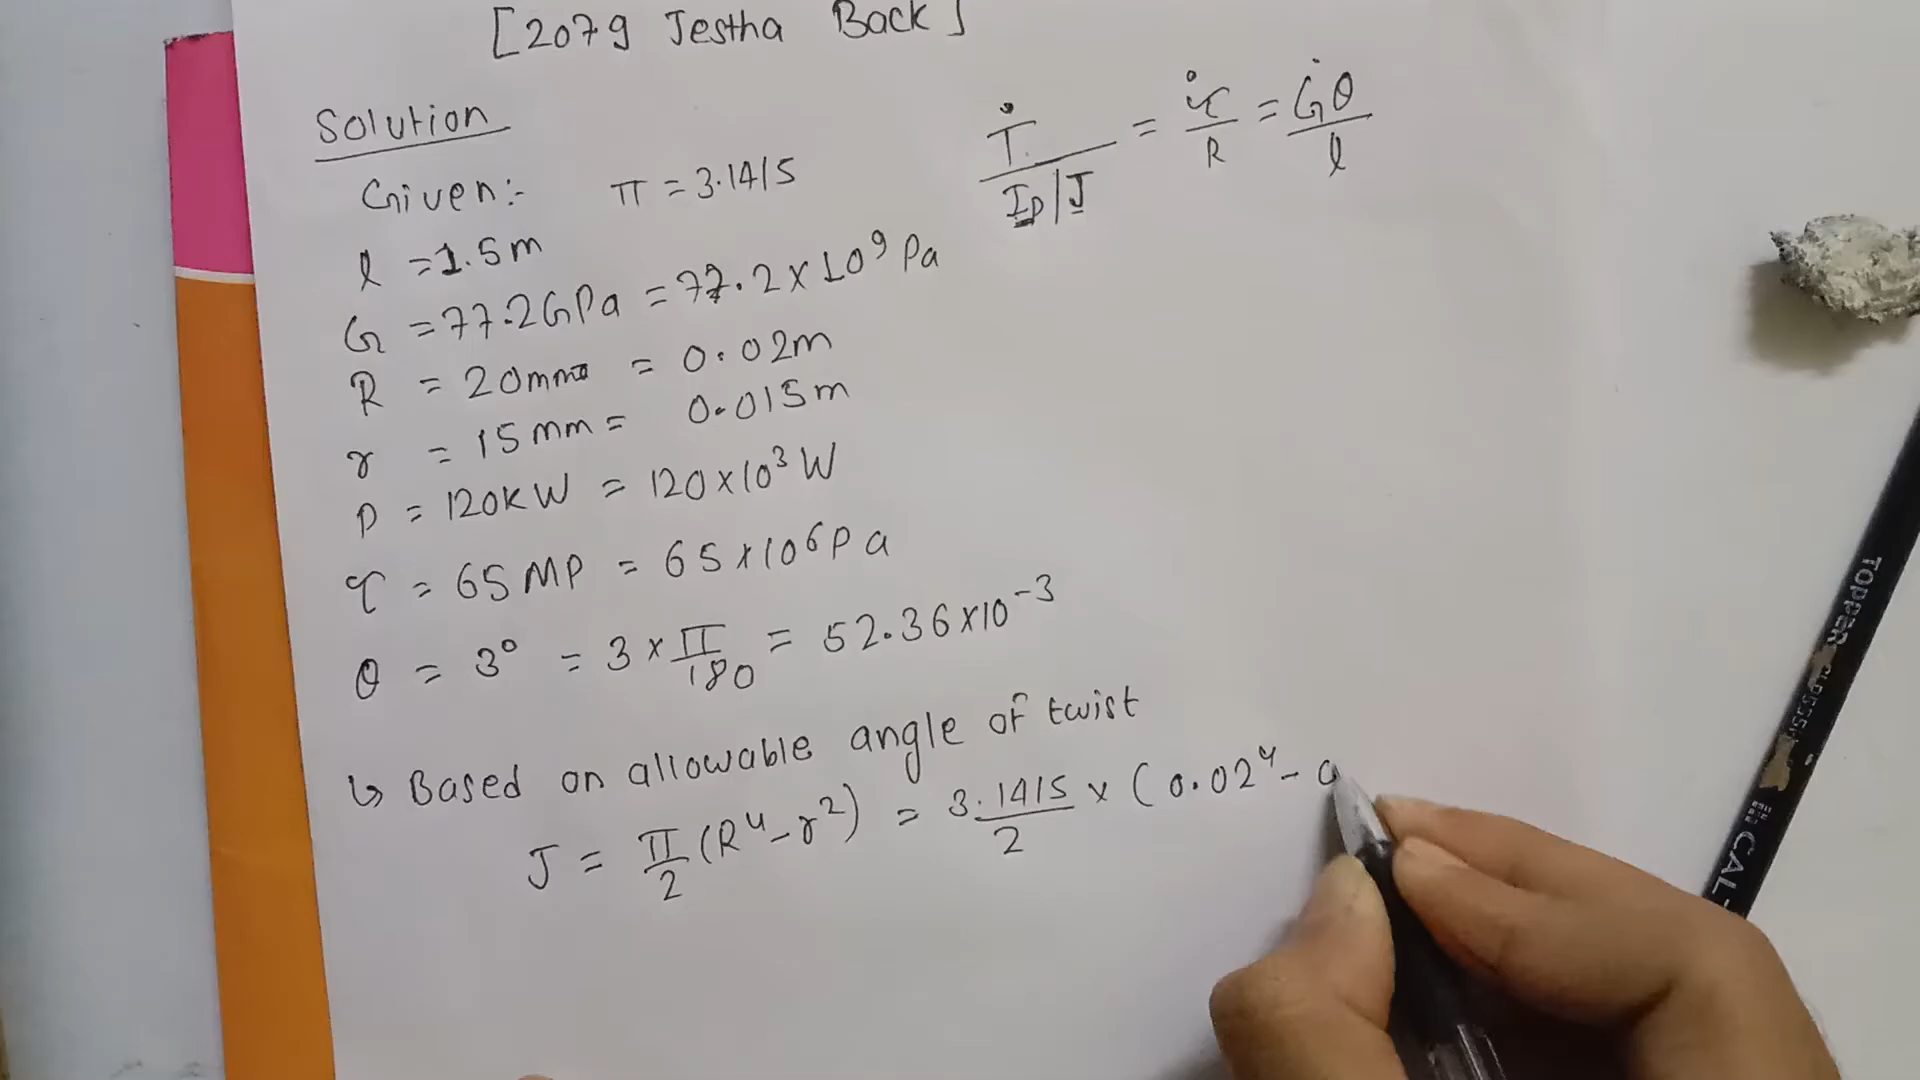 [2079 Jestha Back]
Solution
T / Ip/J = τ / R = Gθ / l
Given:- π = 3.1415
l = 1.5m
G = 77.2GPa = 77.2 x 10⁹ Pa
R = 20mm = 0.02m
r = 15mm = 0.015m
P = 120KW = 120x10³ W
τ = 65MP = 65x10⁶Pa
θ = 3° = 3 x π/180 = 52.36x10⁻³
↳ Based on allowable angle of twist
J = π/2 (R⁴-r²) = 3.1415/2 x (0.02⁴- 0
TOPPER
CAL-